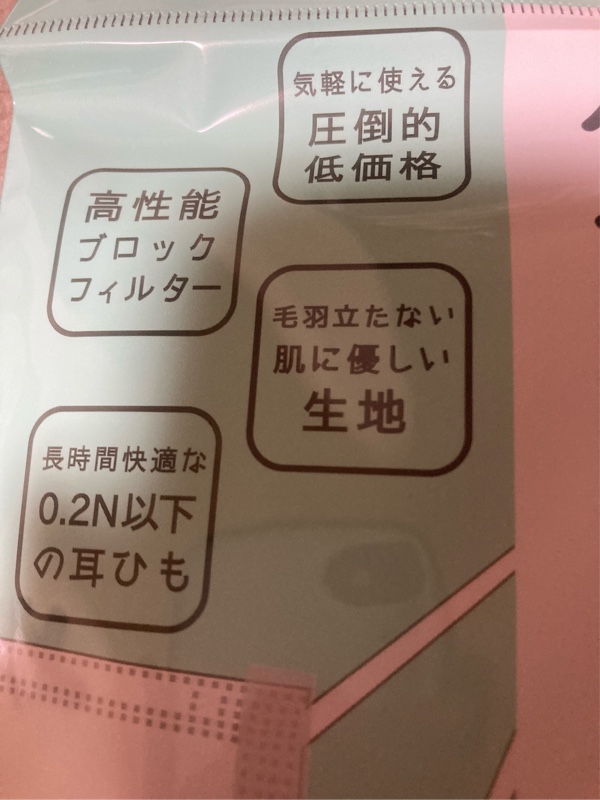 気軽に使える
圧倒的
低価格
高性能
ブロック
フィルター
毛羽立たない
肌に優しい
生地
長時間快適な
0.2N以下
の耳ひも